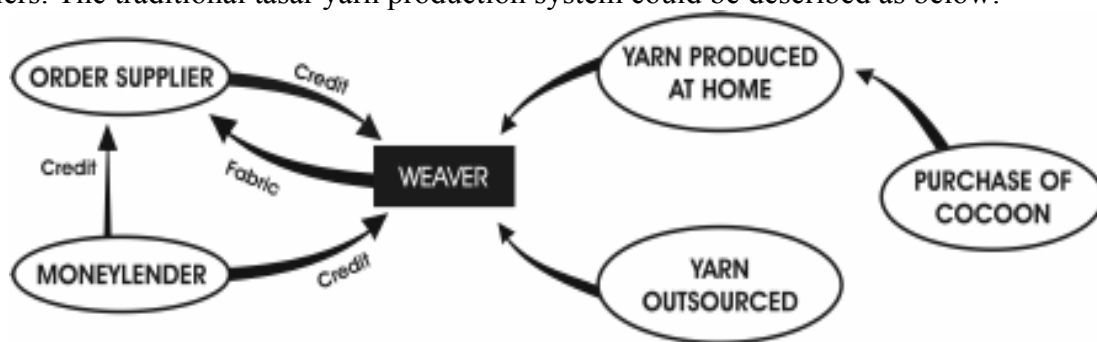 ers. The traditional tasar yarn production system could be described as below:
ORDER SUPPLIER
Credit
YARN PRODUCED
AT HOME
Credit
Fabric
WEAVER
PURCHASE OF
COCOON
MONEYLENDER
Credit
YARN
OUTSOURCED